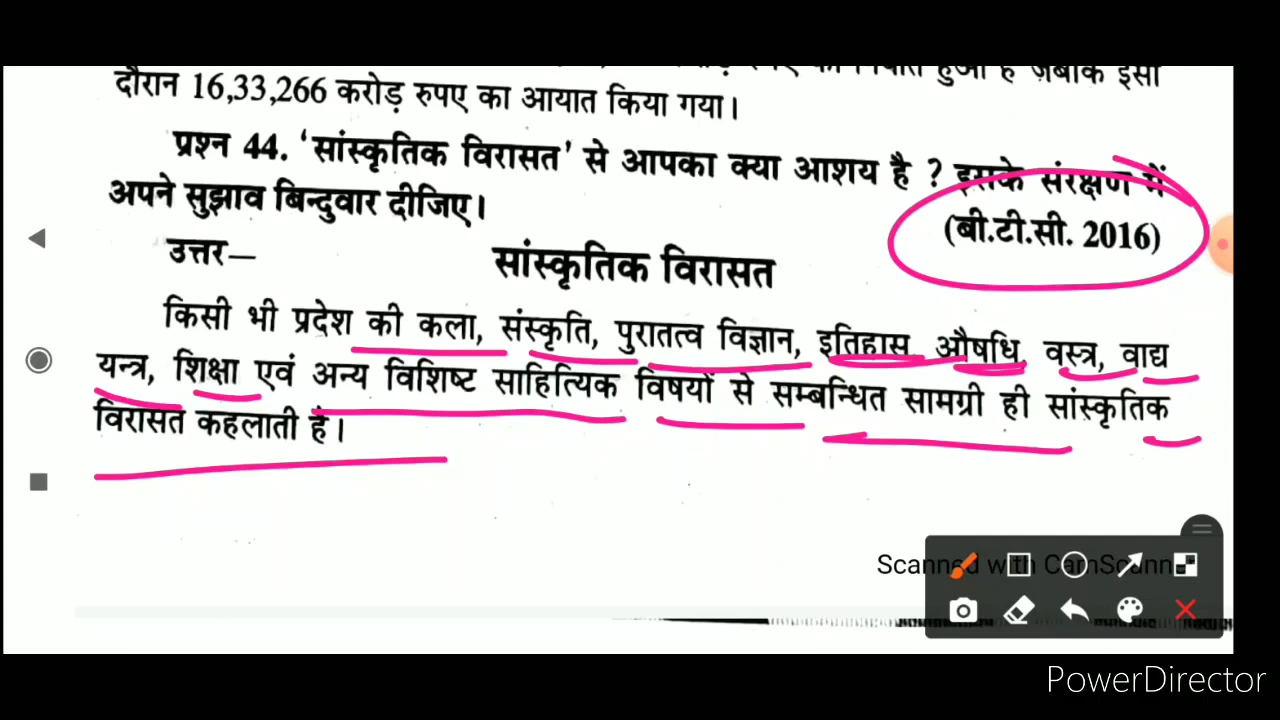 दौरान 16,33,266 करोड़ रुपए का आयात किया गया।
प्रश्न 44. ‘सांस्कृतिक विरासत’ से आपका क्या आशय है ? इसके संरक्षण में
अपने सुझाव बिन्दुवार दीजिए।
(बी.टी.सी. 2016)
उत्तर—
सांस्कृतिक विरासत
किसी भी प्रदेश की कला, संस्कृति, पुरातत्व विज्ञान, इतिहास औषधि, वस्त्र, वाद्य
यन्त्र, शिक्षा एवं अन्य विशिष्ट साहित्यिक विषयों से सम्बन्धित सामग्री ही सांस्कृतिक
विरासत कहलाती है।
Scanned with CamScanne
PowerDirector